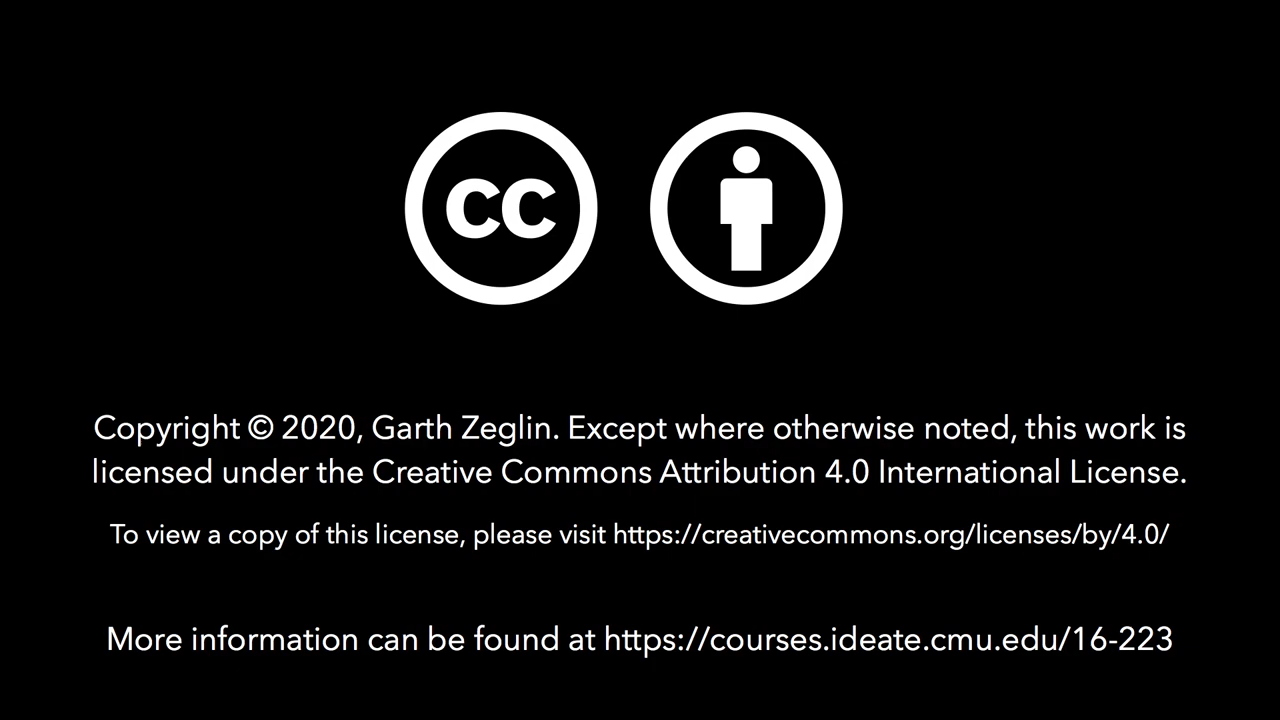 cc
Copyright © 2020, Garth Zeglin. Except where otherwise noted, this work is
licensed under the Creative Commons Attribution 4.0 International License.
To view a copy of this license, please visit https://creativecommons.org/licenses/by/4.0/
More information can be found at https://courses.ideate.cmu.edu/16-223